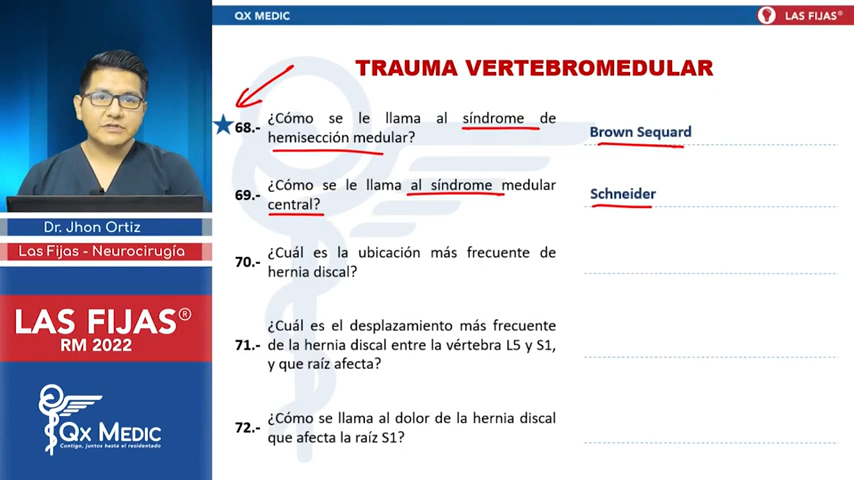 QX MEDIC
LAS FIJAS®
TRAUMA VERTEBROMEDULAR
68.- ¿Cómo se le llama al síndrome de
hemisección medular?
Brown Sequard
69.- ¿Cómo se le llama al síndrome medular
central?
Schneider
70.- ¿Cuál es la ubicación más frecuente de
hernia discal?
71.- ¿Cuál es el desplazamiento más frecuente
de la hernia discal entre la vértebra L5 y S1,
y que raíz afecta?
72.- ¿Cómo se llama al dolor de la hernia discal
que afecta la raíz S1?
Dr. Jhon Ortiz
Las Fijas - Neurocirugía
LAS FIJAS®
RM 2022
QX MEDIC
Contigo, juntos hasta el residentado